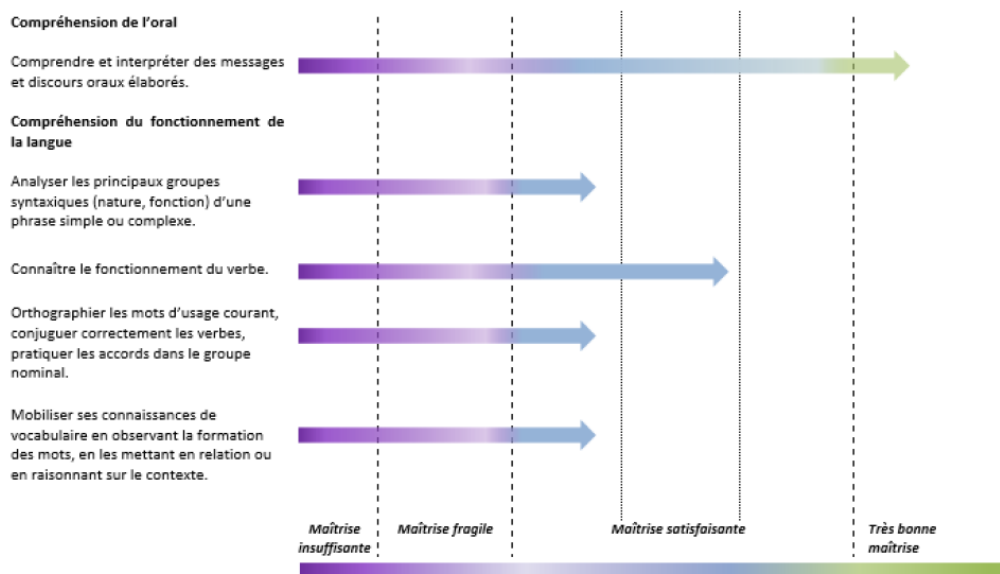 Compréhension de l'oral
Comprendre et interpréter des messages
et discours oraux élaborés.
Compréhension du fonctionnement de
la langue
Analyser les principaux groupes
syntaxiques (nature, fonction) d'une
phrase simple ou complexe.
Connaître le fonctionnement du verbe.
Orthographier les mots d'usage courant,
conjuguer correctement les verbes,
pratiquer les accords dans le groupe
nominal.
Mobiliser ses connaissances de
vocabulaire en observant la formation
des mots, en les mettant en relation ou
en raisonnant sur le contexte.
Maîtrise
insuffisante
Maîtrise fragile
Maîtrise satisfaisante
Très bonne
maîtrise